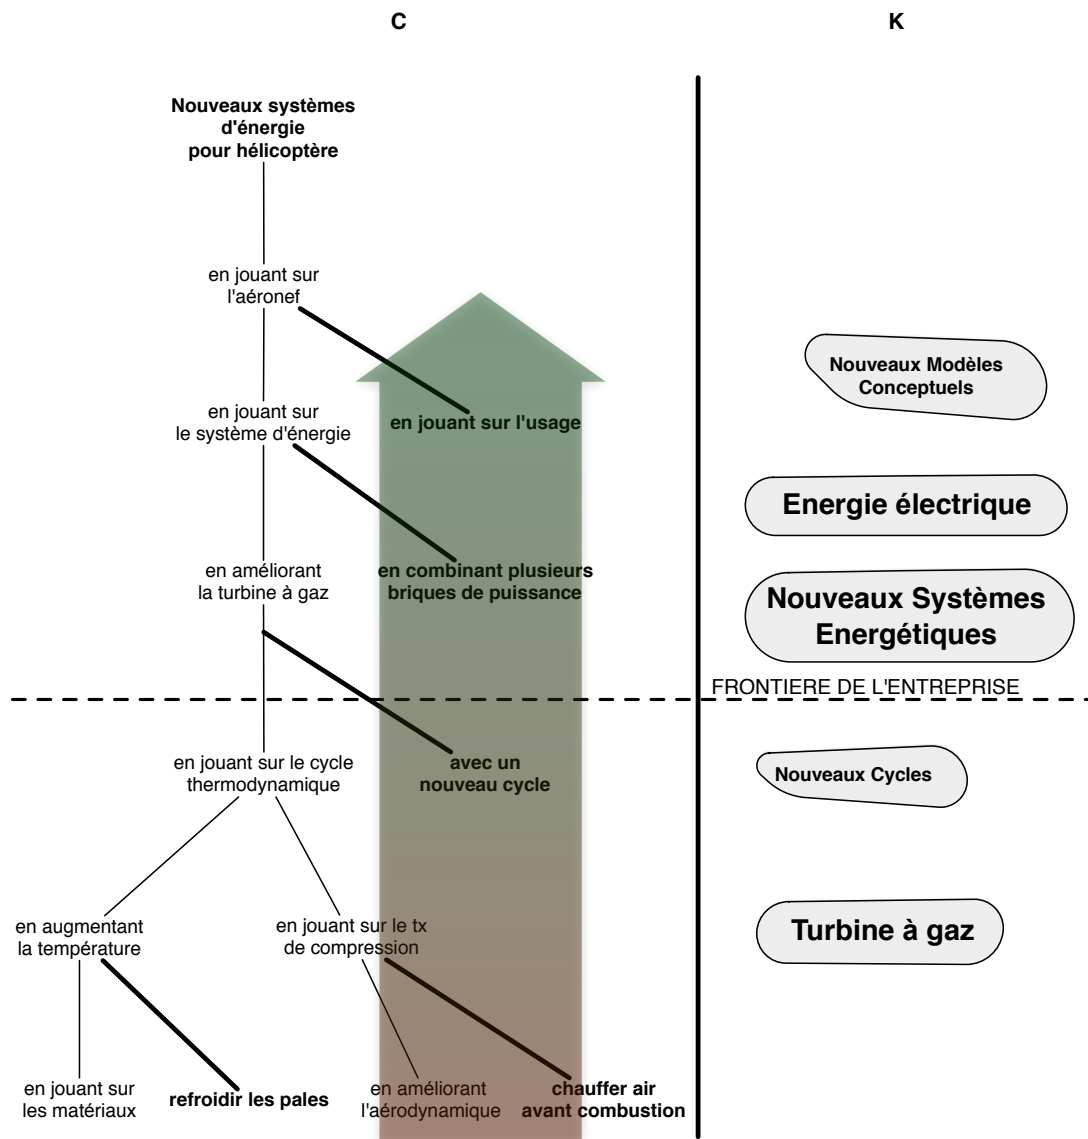 C
K
Nouveaux systèmes
d'énergie
pour hélicoptère
en jouant sur
l'aéronef
en jouant sur
le système d'énergie
en jouant sur l'usage
en améliorant
la turbine à gaz
en combinant plusieurs
briques de puissance
en jouant sur le cycle
thermodynamique
avec un
nouveau cycle
en augmentant
la température
en jouant sur le tx
de compression
en jouant sur
les matériaux
refroidir les pales
en améliorant
l'aérodynamique
chauffer air
avant combustion
Nouveaux Modèles
Conceptuels
Energie électrique
Nouveaux Systèmes
Energétiques
FRONTIERE DE L'ENTREPRISE
Nouveaux Cycles
Turbine à gaz